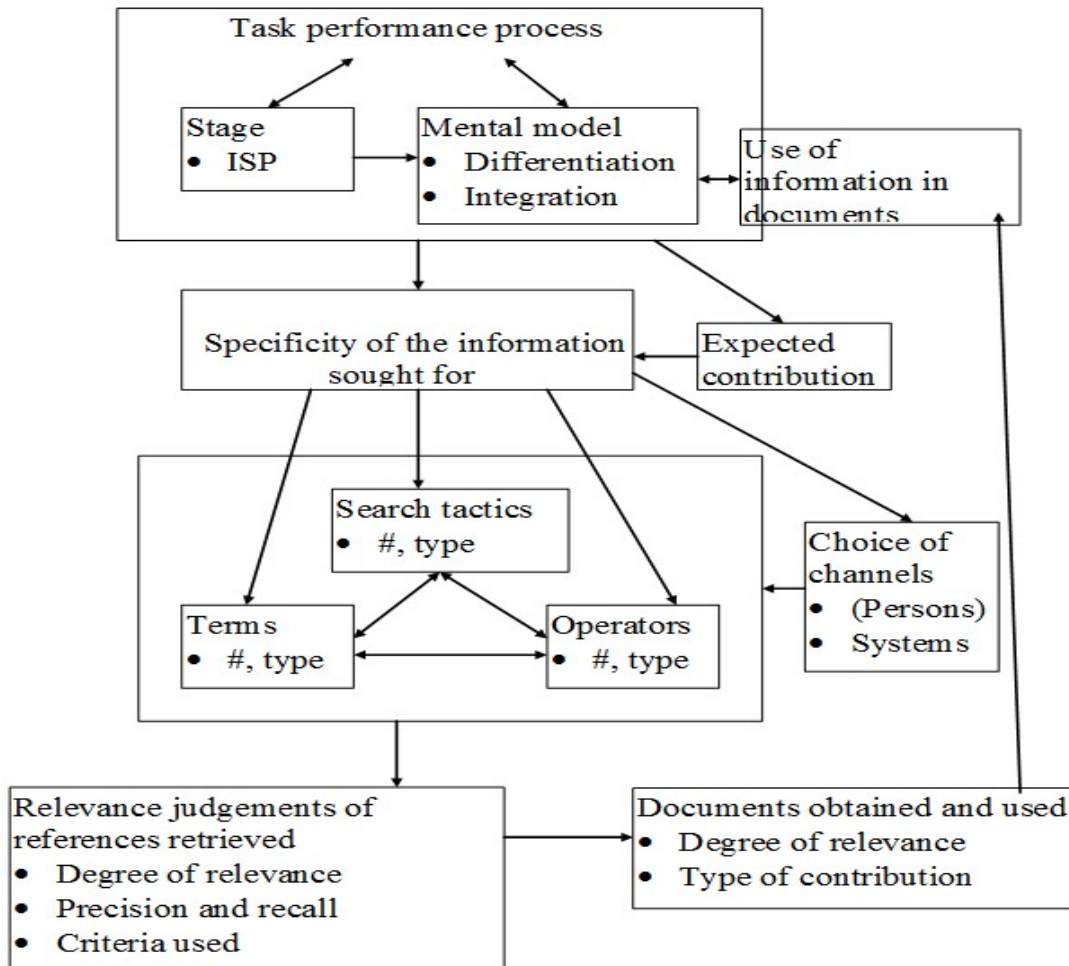 Task performance process
Stage
• ISP
Mental model
• Differentiation
• Integration
Use of
information in
documents
Specificity of the information
sought for
Expected
contribution
Search tactics
• #, type
Terms
• #, type
Operators
• #, type
Choice of
channels
• (Persons)
• Systems
Relevance judgements of
references retrieved
• Degree of relevance
• Precision and recall
• Criteria used
Documents obtained and used
• Degree of relevance
• Type of contribution